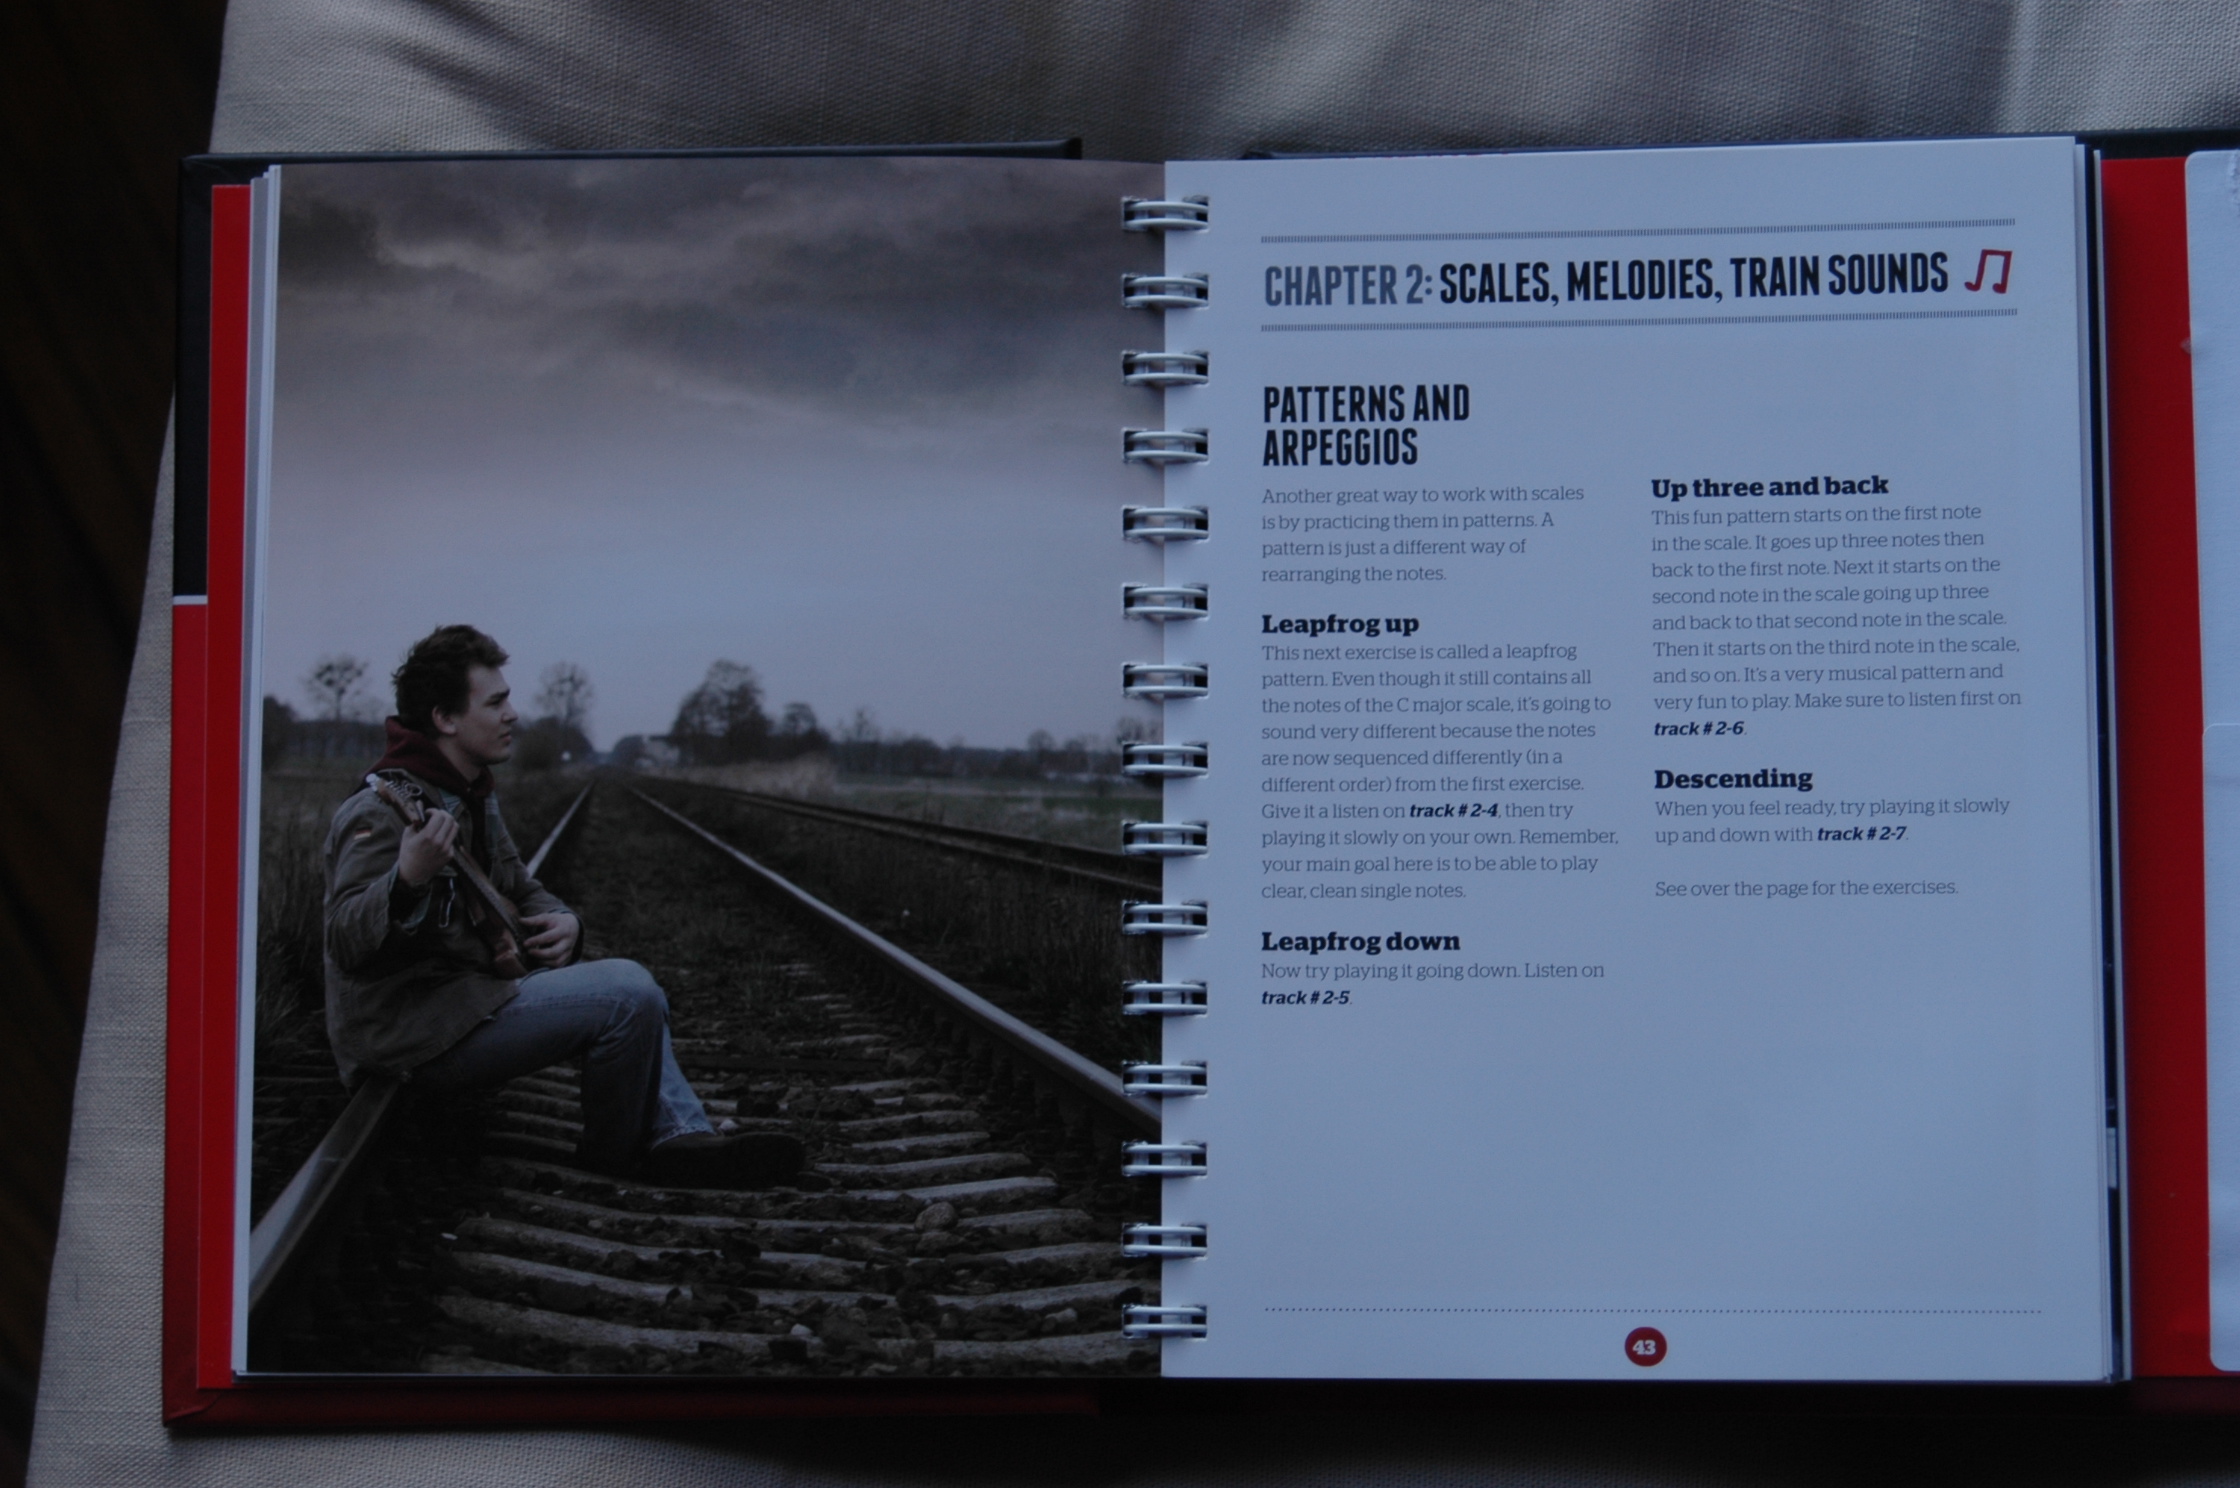 CHAPTER 2: SCALES, MELODIES, TRAIN SOUNDS
PATTERNS AND
ARPEGGIOS
Another great way to work with scales
is by practicing them in patterns. A
pattern is just a different way of
rearranging the notes.
Leapfrog up
This next exercise is called a leapfrog
pattern. Even though it still contains all
the notes of the C major scale, it's going to
sound very different because the notes
are now sequenced differently (in a
different order) from the first exercise.
Give it a listen on track # 2-4, then try
playing it slowly on your own. Remember,
your main goal here is to be able to play
clear, clean single notes.
Leapfrog down
Now try playing it going down. Listen on
track # 2-5.
Up three and back
This fun pattern starts on the first note
in the scale. It goes up three notes then
back to the first note. Next it starts on the
second note in the scale going up three
and back to that second note in the scale.
Then it starts on the third note in the scale,
and so on. It's a very musical pattern and
very fun to play. Make sure to listen first on
track # 2-6.
Descending
When you feel ready, try playing it slowly
up and down with track # 2-7.
See over the page for the exercises.
43